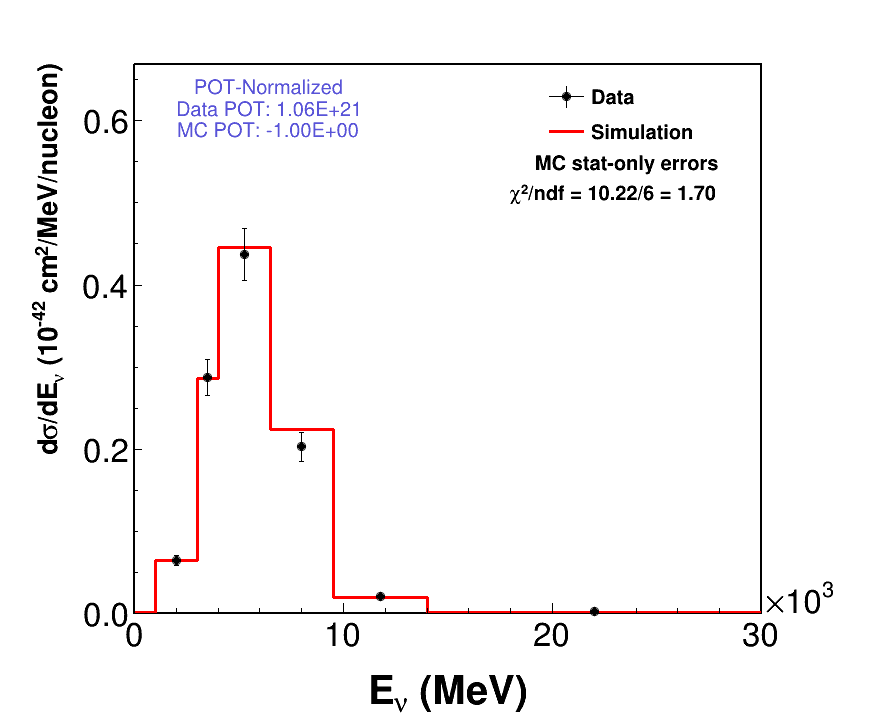 POT-Normalized
Data POT: 1.06E+21
MC POT: -1.00E+00
Data
Simulation
MC stat-only errors
χ²/ndf = 10.22/6 = 1.70
dσ/dEᵥ (10⁻⁴² cm²/MeV/nucleon)
0.6
0.4
0.2
0.0
0
10
20
30
×10³
Eᵥ (MeV)